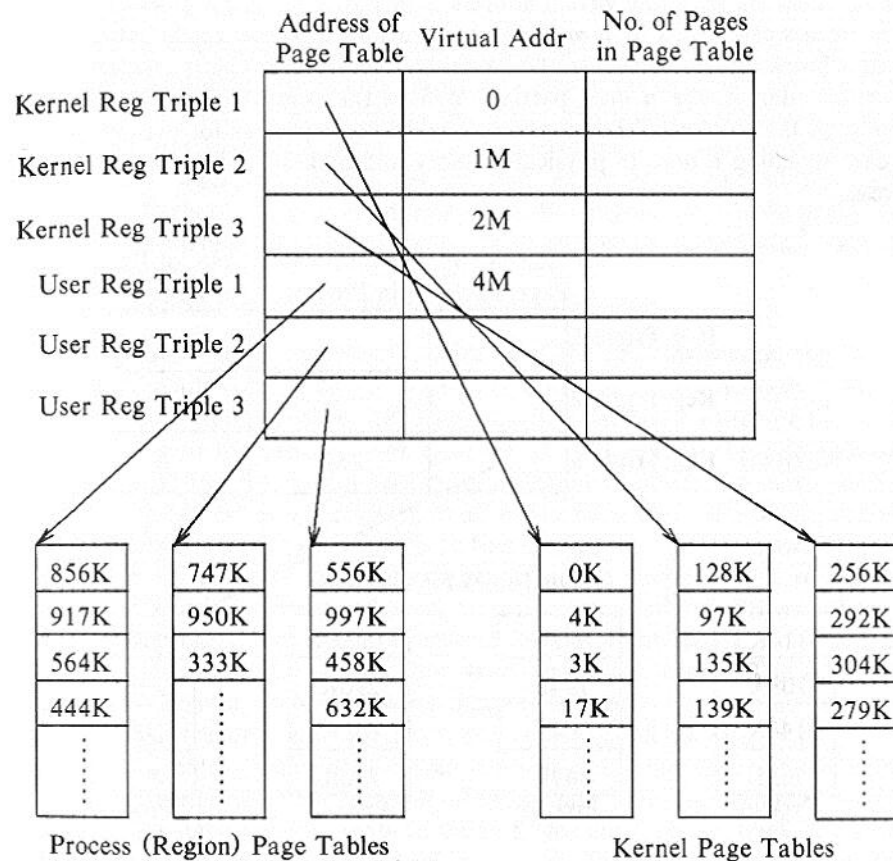 Address of
Page Table
Virtual Addr
No. of Pages
in Page Table
Kernel Reg Triple 1
0
Kernel Reg Triple 2
1M
Kernel Reg Triple 3
2M
User Reg Triple 1
4M
User Reg Triple 2
User Reg Triple 3
856K 747K 556K 0K 128K 256K
917K 950K 997K 4K 97K 292K
564K 333K 458K 3K 135K 304K
444K 632K 17K 139K 279K
Process (Region) Page Tables
Kernel Page Tables